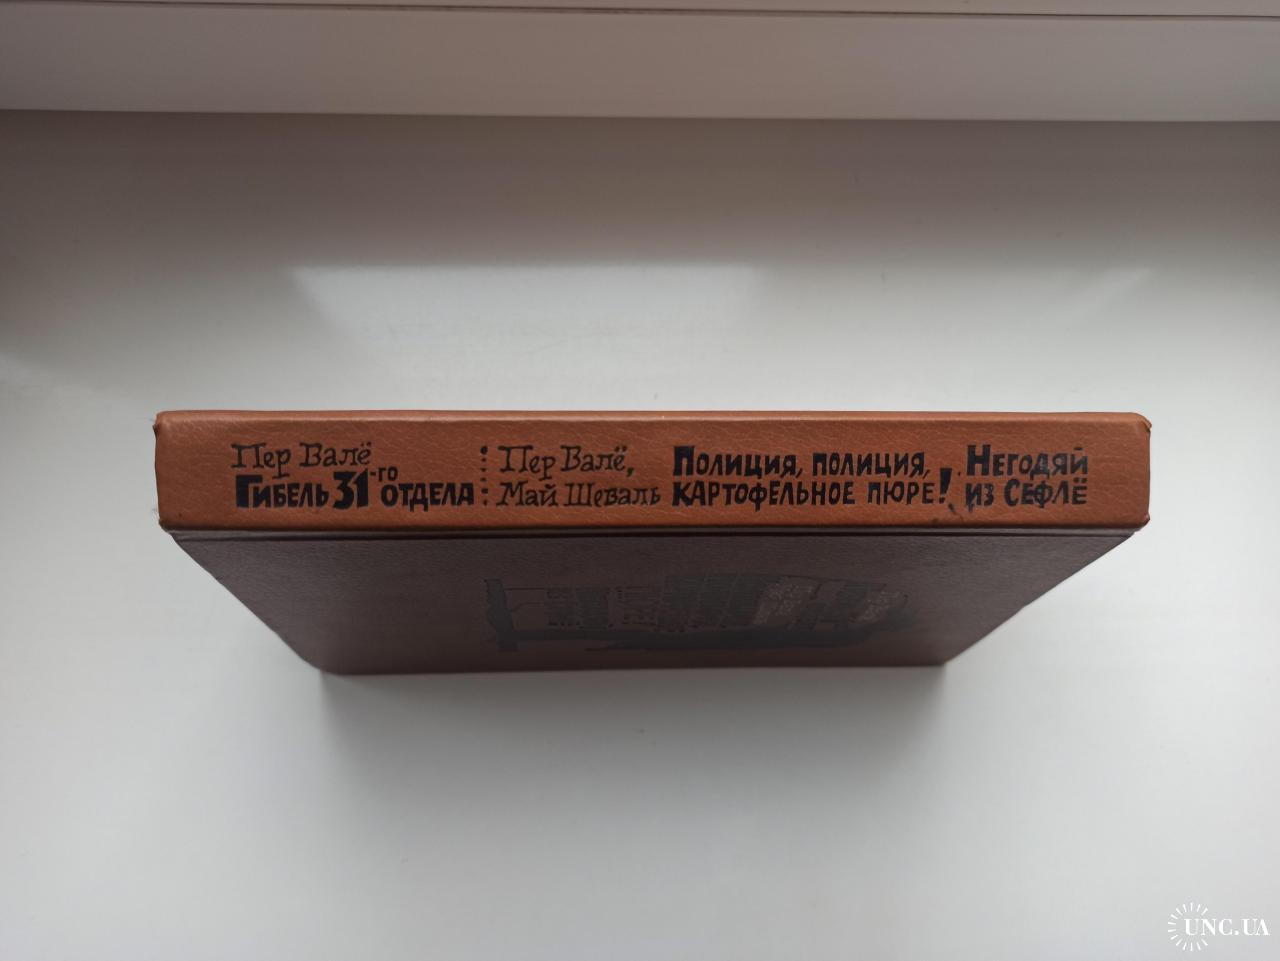 Пер Валё
Гибель 31-го отдела
Пер Валё,
Май Шеваль
Полиция, полиция,
картофельное пюре!
Негодяй
из Сефлё
UNC.UA